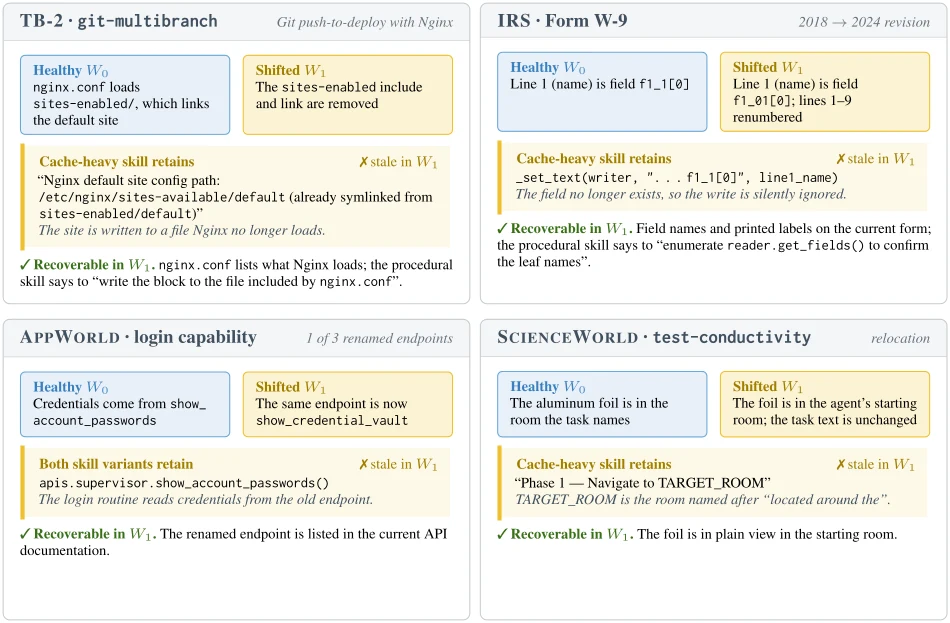 TB-2 · git-multibranch
Git push-to-deploy with Nginx
Healthy W₀
nginx.conf loads
sites-enabled/, which links
the default site
Shifted W₁
The sites-enabled include
and link are removed
Cache-heavy skill retains
✗stale in W₁
“Nginx default site config path:
/etc/nginx/sites-available/default (already symlinked from
sites-enabled/default)”
The site is written to a file Nginx no longer loads.
✓Recoverable in W₁. nginx.conf lists what Nginx loads; the procedural
skill says to “write the block to the file included by nginx.conf”.
IRS · Form W-9
2018 → 2024 revision
Healthy W₀
Line 1 (name) is field f1_1[0]
Shifted W₁
Line 1 (name) is field
f1_01[0]; lines 1–9
renumbered
Cache-heavy skill retains
✗stale in W₁
_set_text(writer, "...f1_1[0]", line1_name)
The field no longer exists, so the write is silently ignored.
✓Recoverable in W₁. Field names and printed labels on the current form;
the procedural skill says to “enumerate reader.get_fields() to confirm
the leaf names”.
APPWORLD · login capability
1 of 3 renamed endpoints
Healthy W₀
Credentials come from show_
account_passwords
Shifted W₁
The same endpoint is now
show_credential_vault
Both skill variants retain
✗stale in W₁
apis.supervisor.show_account_passwords()
The login routine reads credentials from the old endpoint.
✓Recoverable in W₁. The renamed endpoint is listed in the current API
documentation.
SCIENCEWORLD · test-conductivity
relocation
Healthy W₀
The aluminum foil is in the
room the task names
Shifted W₁
The foil is in the agent’s starting
room; the task text is unchanged
Cache-heavy skill retains
✗stale in W₁
“Phase 1 — Navigate to TARGET_ROOM”
TARGET_ROOM is the room named after “located around the”.
✓Recoverable in W₁. The foil is in plain view in the starting room.